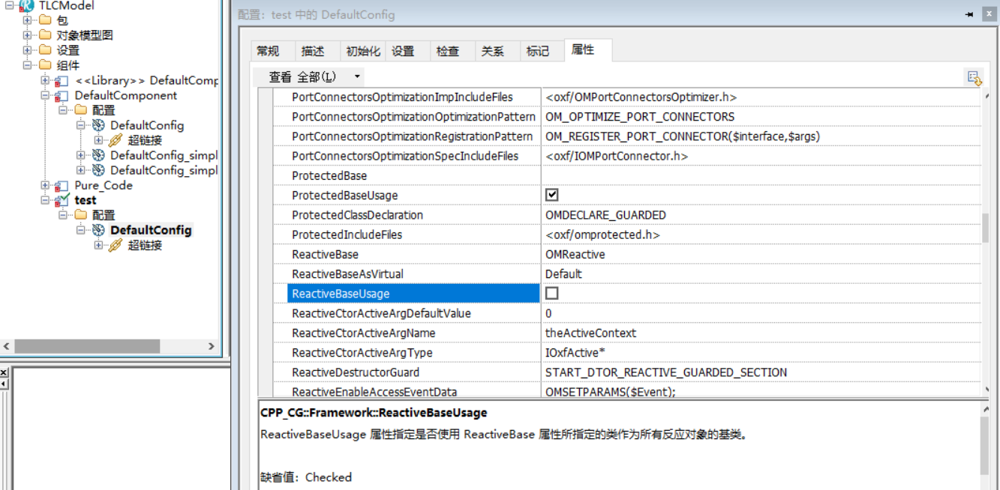 TLCModel
包
对象模型图
设置
组件
<<Library>> DefaultComp
DefaultComponent
配置
DefaultConfig
超链接
DefaultConfig_simpl
DefaultConfig_simpl
Pure_Code
test
配置
DefaultConfig
超链接
配置: test 中的 DefaultConfig
常规 描述 初始化 设置 检查 关系 标记 属性
查看 全部(L)
PortConnectorsOptimizationImpIncludeFiles <oxf/OMPortConnectorsOptimizer.h>
PortConnectorsOptimizationOptimizationPattern OM_OPTIMIZE_PORT_CONNECTORS
PortConnectorsOptimizationRegistrationPattern OM_REGISTER_PORT_CONNECTOR($interface,$args)
PortConnectorsOptimizationSpecIncludeFiles <oxf/IOMPortConnector.h>
ProtectedBase
ProtectedBaseUsage
ProtectedClassDeclaration OMDECLARE_GUARDED
ProtectedIncludeFiles <oxf/omprotected.h>
ReactiveBase OMReactive
ReactiveBaseAsVirtual Default
ReactiveBaseUsage
ReactiveCtorActiveArgDefaultValue 0
ReactiveCtorActiveArgName theActiveContext
ReactiveCtorActiveArgType IOxfActive*
ReactiveDestructorGuard START_DTOR_REACTIVE_GUARDED_SECTION
ReactiveEnableAccessEventData OMSETPARAMS($Event);
CPP_CG::Framework::ReactiveBaseUsage
ReactiveBaseUsage 属性指定是否使用 ReactiveBase 属性所指定的类作为所有反应对象的基类。
缺省值: Checked